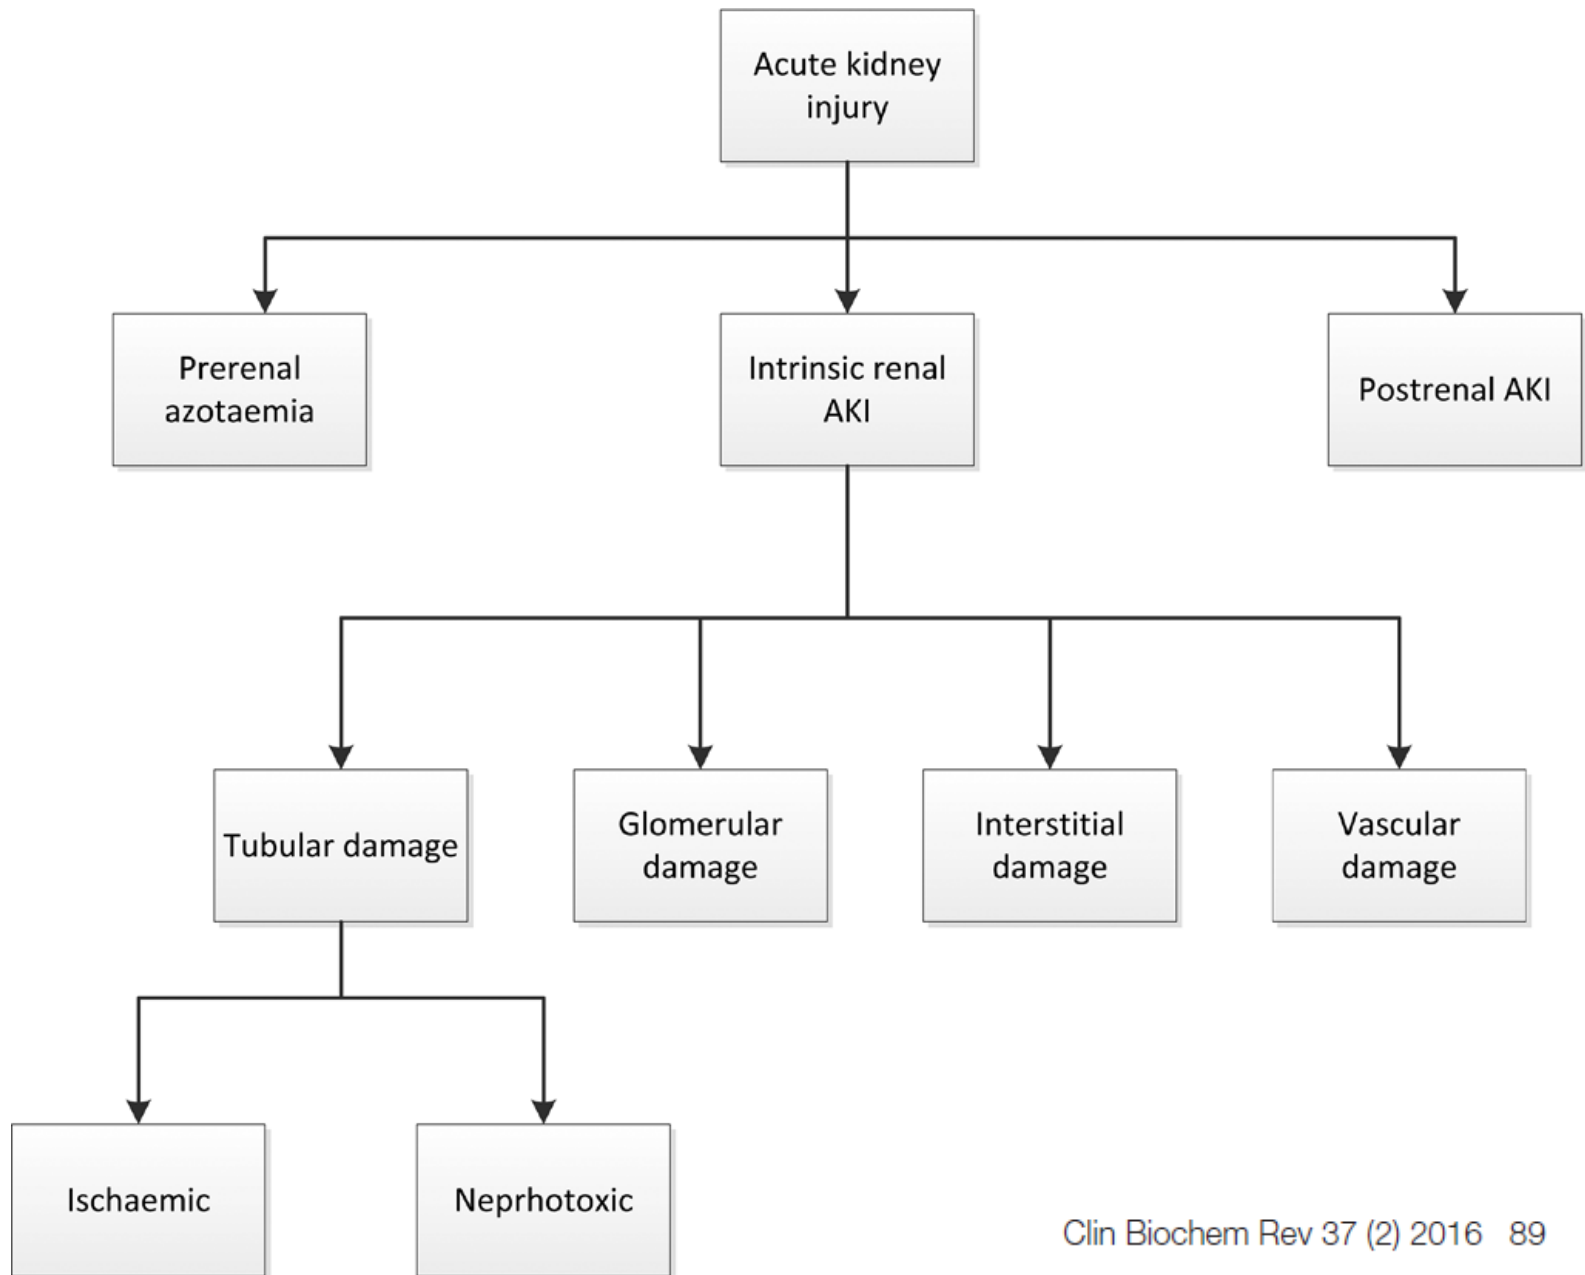 Acute kidney
injury
Prerenal
azotaemia
Intrinsic renal
AKI
Postrenal AKI
Tubular damage
Glomerular
damage
Interstitial
damage
Vascular
damage
Ischaemic
Neprhotoxic
Clin Biochem Rev 37 (2) 2016 89